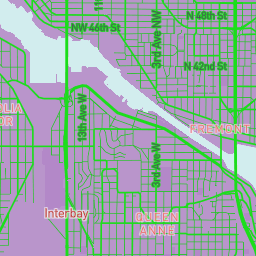 NW 46th St
3rd Ave NW
N 48th St
N 42nd St
13th Ave W
FREMONT
3rd Ave W
Interbay
QUEEN
ANNE